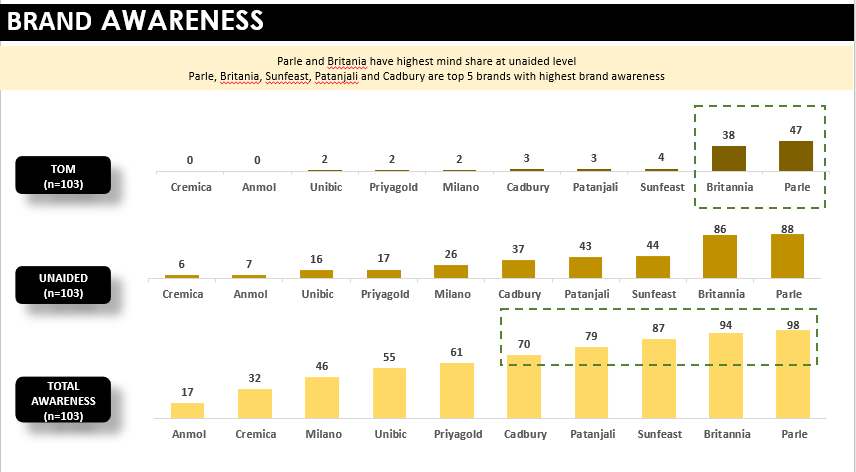 BRAND AWARENESS
Parle and Britania have highest mind share at unaided level
Parle, Britania, Sunfeast, Patanjali and Cadbury are top 5 brands with highest brand awareness
TOM
(n=103)
0 0 2 2 2 3 3 4 38 47
Cremica Anmol Unibic Priyagold Milano Cadbury Patanjali Sunfeast Britannia Parle
UNAIDED
(n=103)
6 7 16 17 26 37 43 44 86 88
Cremica Anmol Unibic Priyagold Milano Cadbury Patanjali Sunfeast Britannia Parle
TOTAL
AWARENESS
(n=103)
17 32 46 55 61 70 79 87 94 98
Anmol Cremica Milano Unibic Priyagold Cadbury Patanjali Sunfeast Britannia Parle